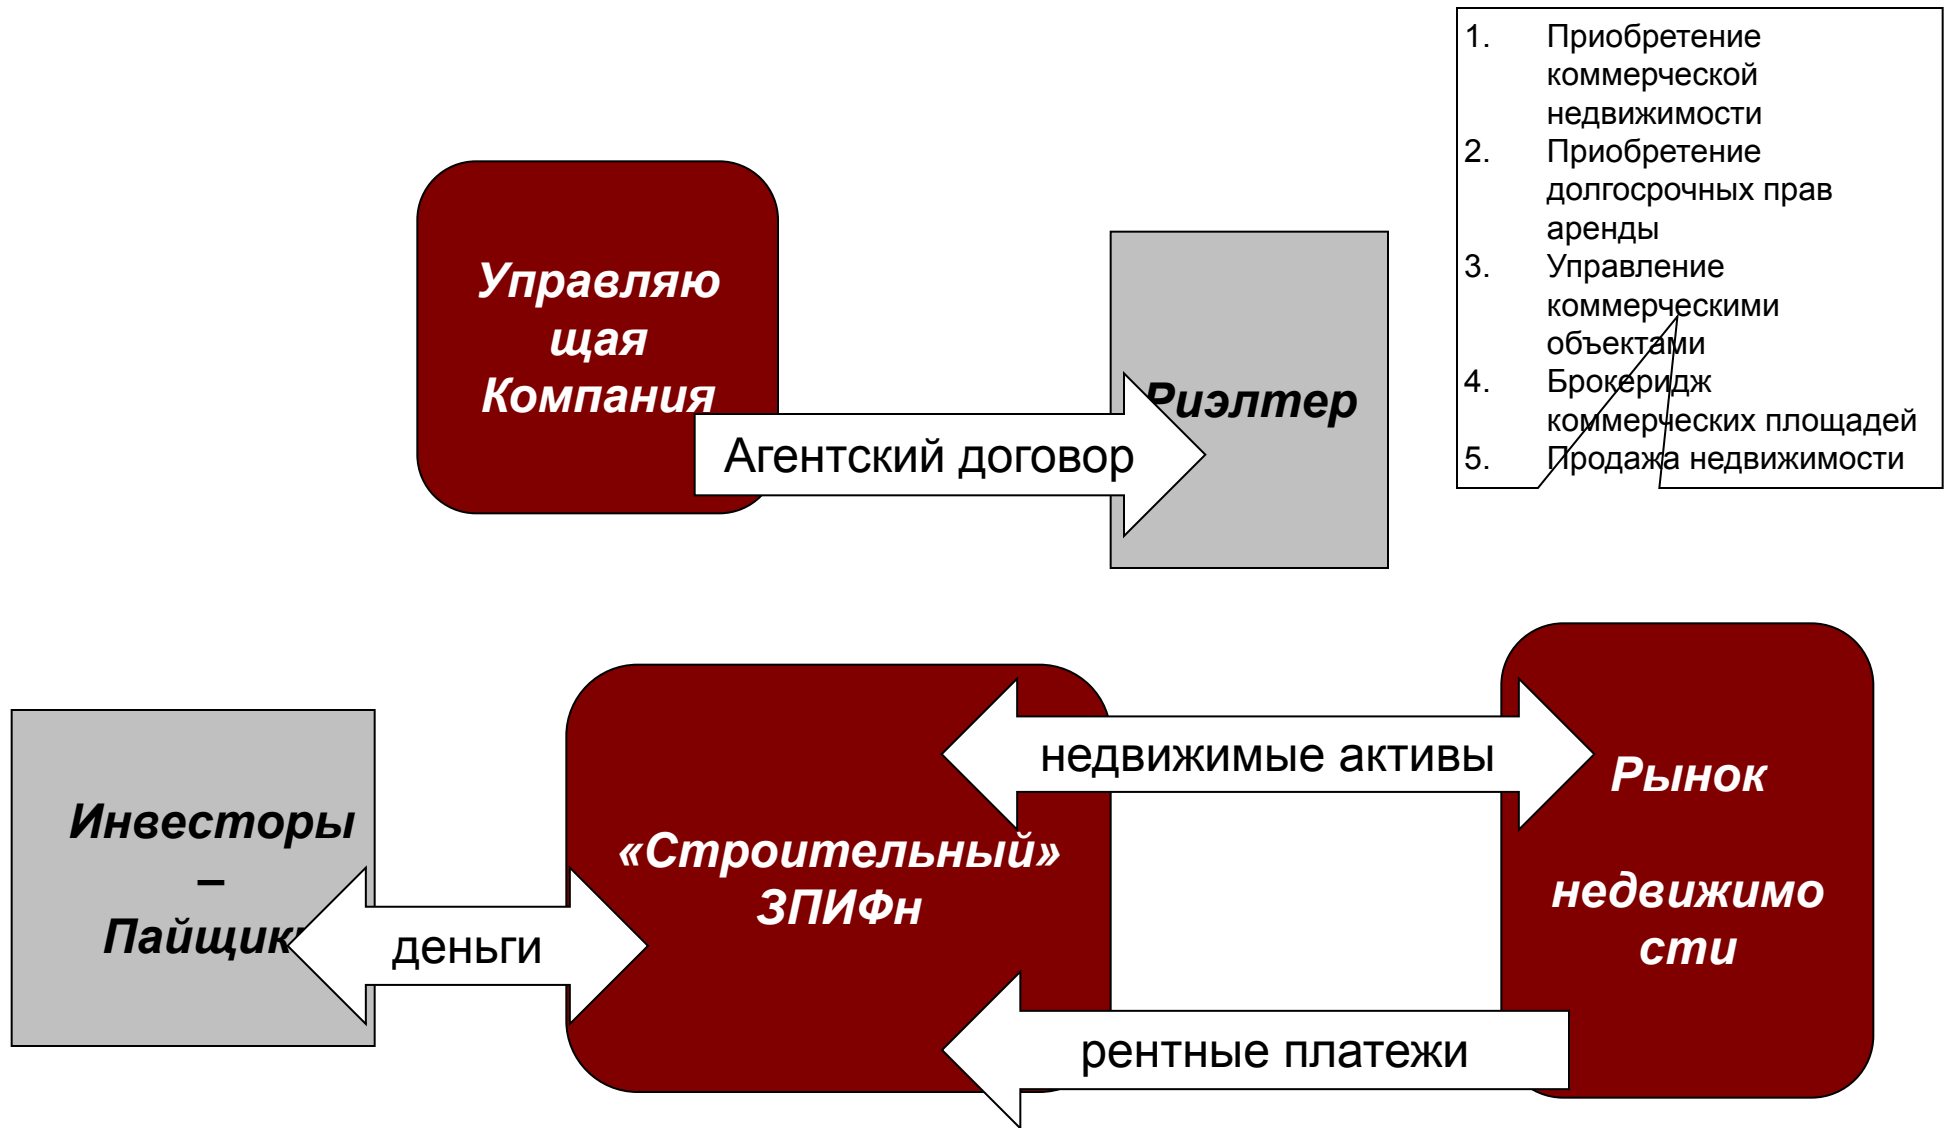 1. Приобретение
коммерческой
недвижимости
2. Приобретение
долгосрочных прав
аренды
3. Управление
коммерческими
объектами
4. Брокеридж
коммерческих площадей
5. Продажа недвижимости
Управляю
щая
Компания
Риэлтер
Агентский договор
недвижимые активы
Рынок
недвижимо
сти
Инвесторы
–
Пайщики
«Строительный»
ЗПИФн
деньги
рентные платежи